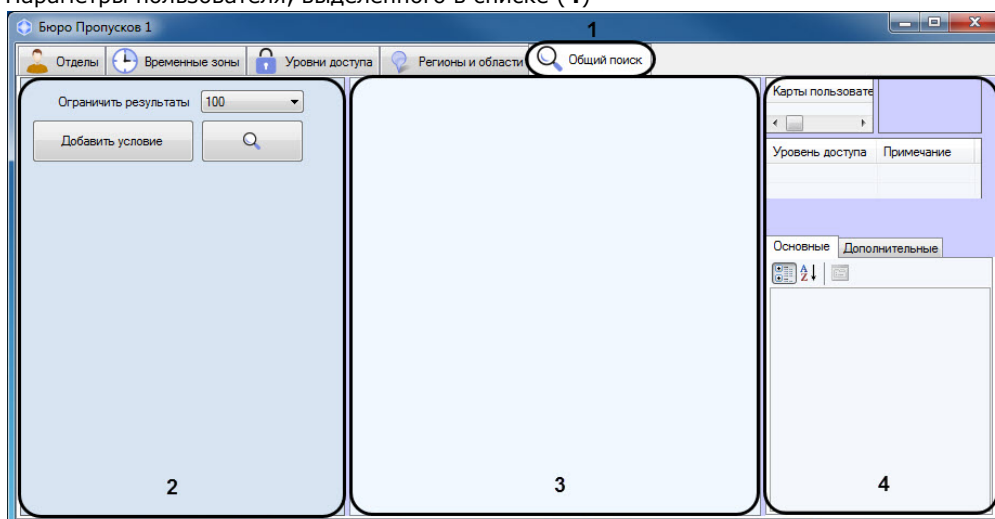 Параметры пользователя, выделенного в списке (4)
Бюро Пропусков 1
1
Отделы Временные зоны Уровни доступа Регионы и области Общий поиск
Ограничить результаты 100
Добавить условие
Карты пользовате
Уровень доступа Примечание
Основные Дополнительные
2
3
4